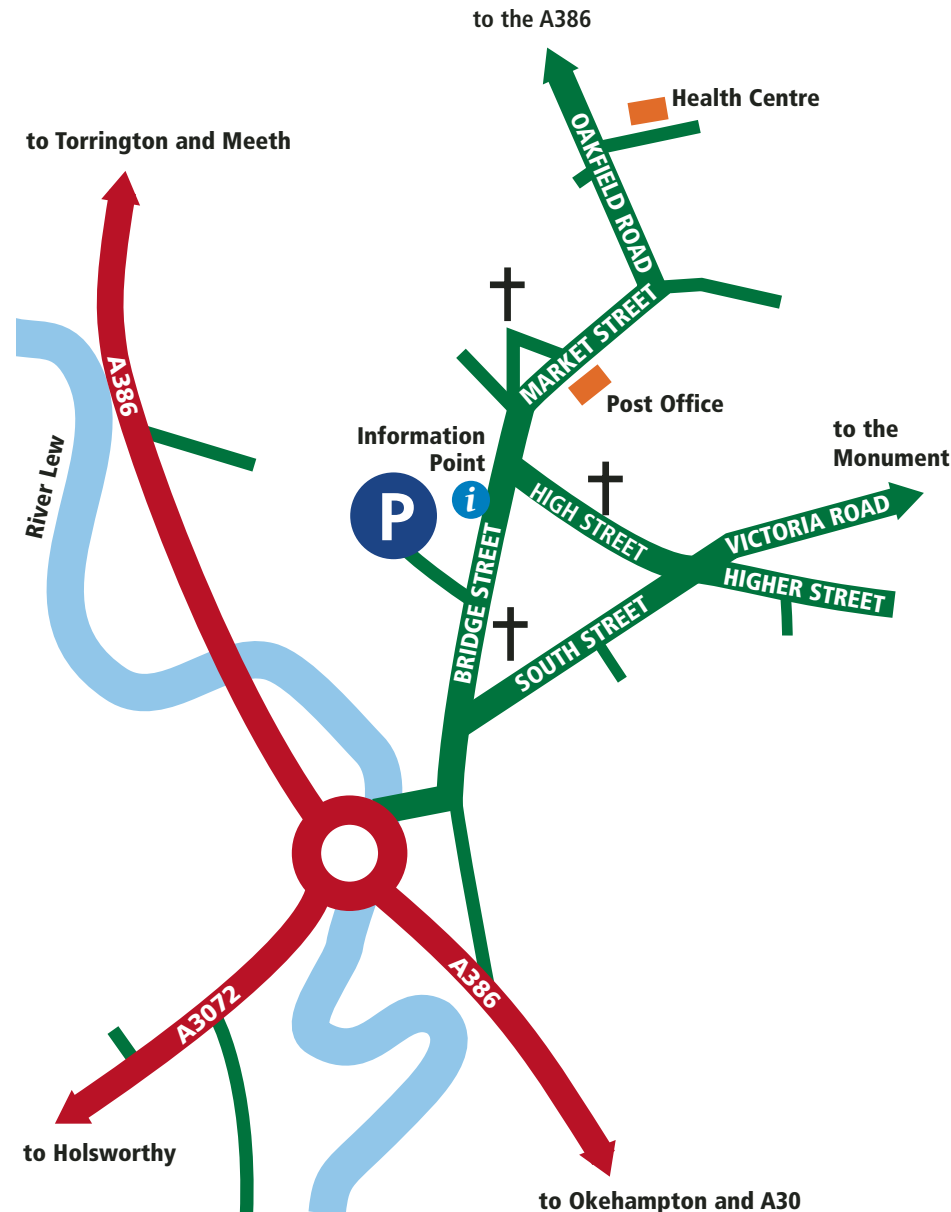 to the A386
Health Centre
to Torrington and Meeth
OAKFIELD ROAD
MARKET STREET
A386
Post Office
Information
Point
to the
Monument
River Lew
i
P
HIGH STREET
VICTORIA ROAD
BRIDGE STREET
HIGHER STREET
SOUTH STREET
A386
A3072
to Holsworthy
to Okehampton and A30